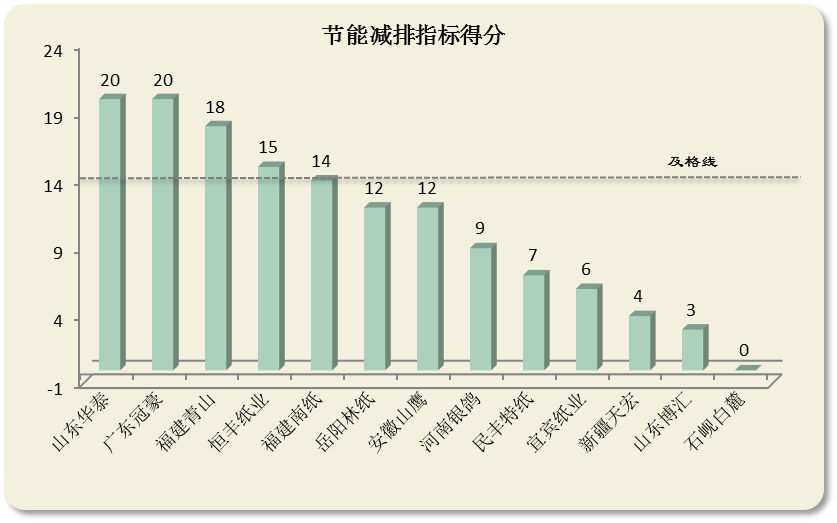 节能减排指标得分
24
19
14
9
4
-1
20
20
18
15
14
12
12
9
7
6
4
3
0
及格线
山东华泰
广东冠豪
福建青山
恒丰纸业
福建南纸
岳阳林纸
安徽山鹰
河南银鸽
民丰特纸
宜宾纸业
新疆天宏
山东博汇
石岘白麓